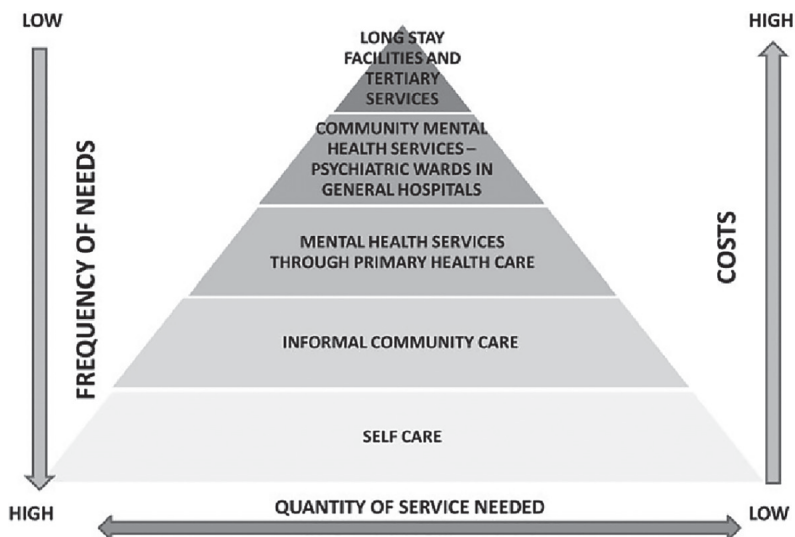 LOW
HIGH
LONG STAY
FACILITIES AND
TERTIARY
SERVICES
COMMUNITY MENTAL
HEALTH SERVICES –
PSYCHIATRIC WARDS IN
GENERAL HOSPITALS
FREQUENCY OF NEEDS
MENTAL HEALTH SERVICES
THROUGH PRIMARY HEALTH CARE
COSTS
INFORMAL COMMUNITY CARE
SELF CARE
HIGH
QUANTITY OF SERVICE NEEDED
LOW